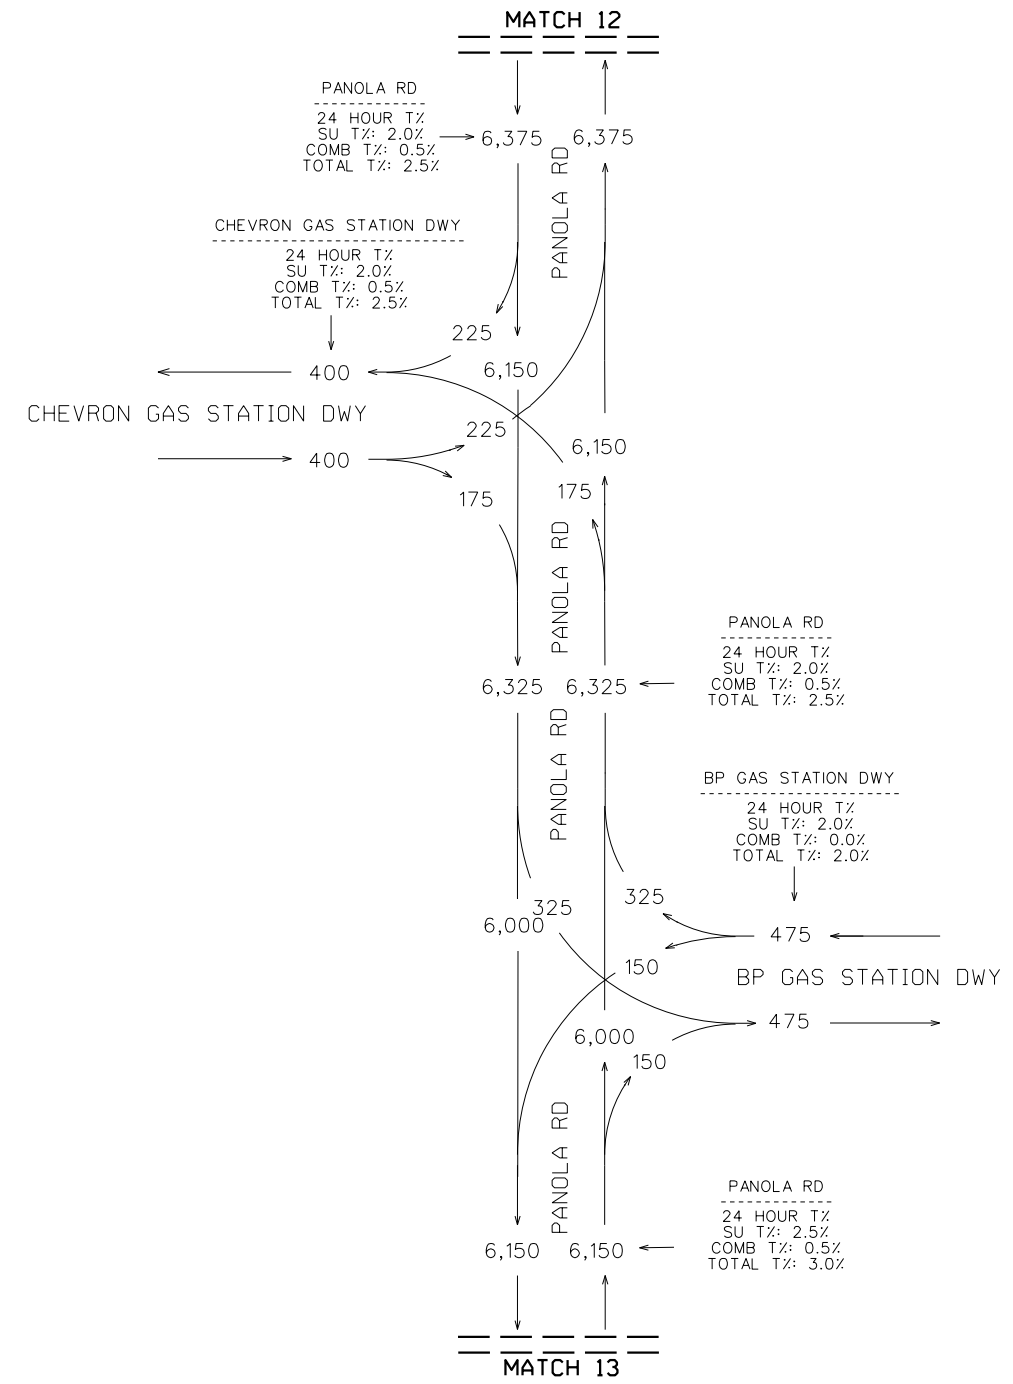 MATCH 12
PANOLA RD
24 HOUR T%
SU T%: 2.0%
COMB T%: 0.5%
TOTAL T%: 2.5%
6,375 6,375
PANOLA RD
CHEVRON GAS STATION DWY
24 HOUR T%
SU T%: 2.0%
COMB T%: 0.5%
TOTAL T%: 2.5%
225
400
6,150
CHEVRON GAS STATION DWY
225
6,150
400
175
175
PANOLA RD
PANOLA RD
24 HOUR T%
SU T%: 2.0%
COMB T%: 0.5%
TOTAL T%: 2.5%
6,325 6,325
PANOLA RD
BP GAS STATION DWY
24 HOUR T%
SU T%: 2.0%
COMB T%: 0.0%
TOTAL T%: 2.0%
325
325
6,000
475
150
BP GAS STATION DWY
475
6,000
150
PANOLA RD
PANOLA RD
24 HOUR T%
SU T%: 2.5%
COMB T%: 0.5%
TOTAL T%: 3.0%
6,150 6,150
MATCH 13